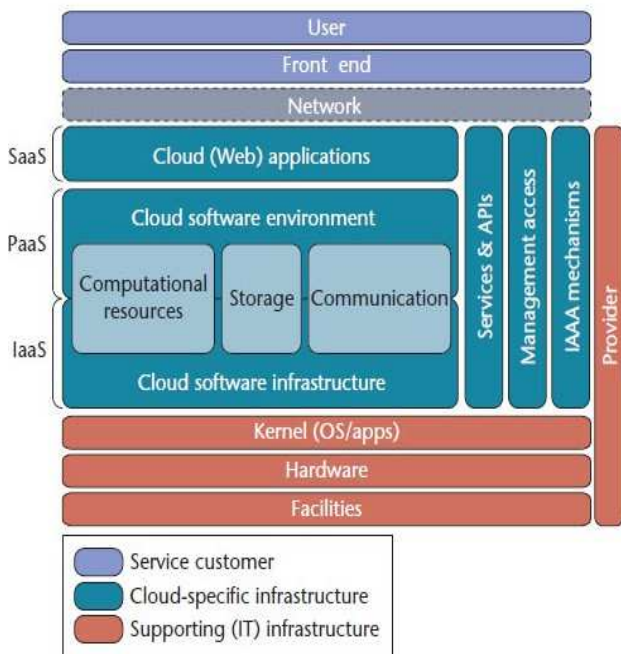 User
Front end
Network
SaaS
Cloud (Web) applications
PaaS
Cloud software environment
Computational
resources
Storage
Communication
IaaS
Cloud software infrastructure
Services & APIs
Management access
IAAA mechanisms
Provider
Kernel (OS/apps)
Hardware
Facilities
Service customer
Cloud-specific infrastructure
Supporting (IT) infrastructure